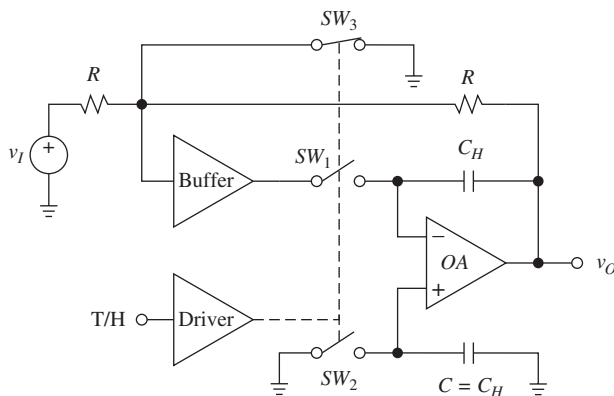 SW3
R
R
vI
+
Buffer
SW1
CH
−
OA
+
vO
T/H
Driver
SW2
C = CH